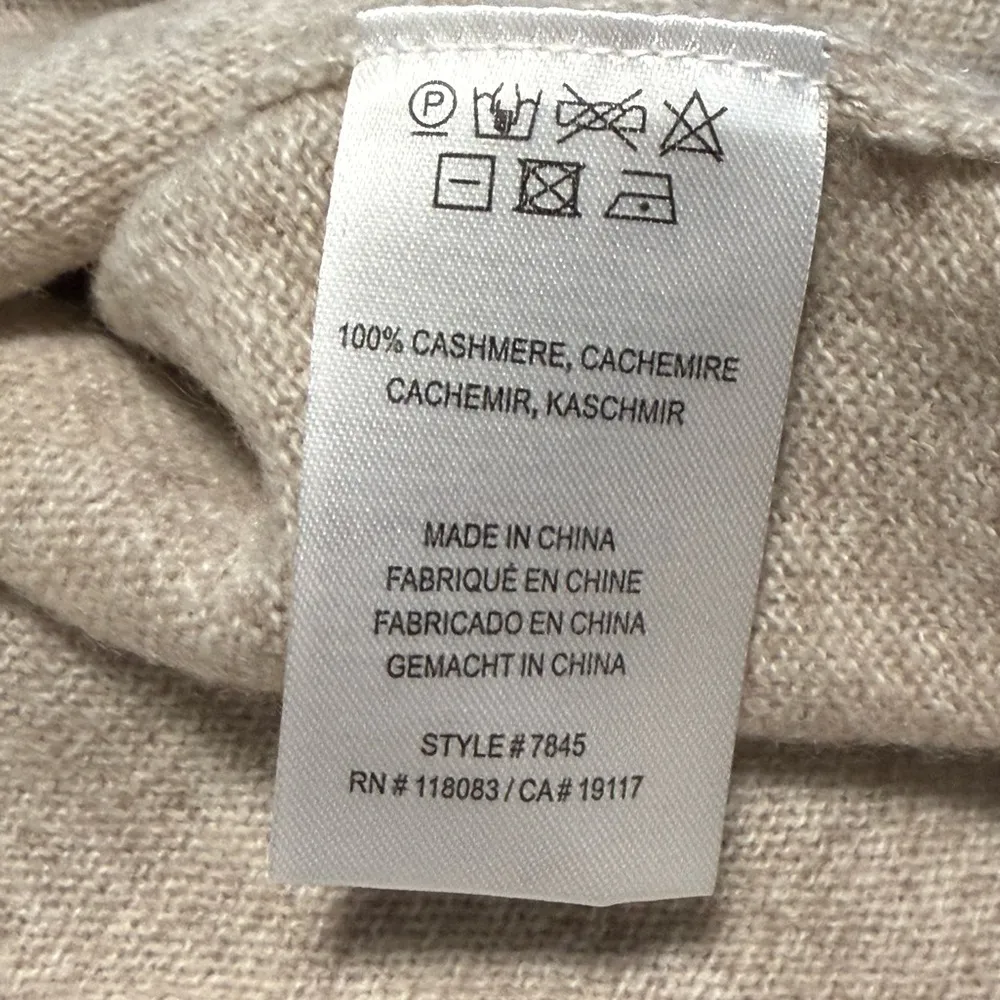 P
100% CASHMERE, CACHEMIRE
CACHEMIR, KASCHMIR
MADE IN CHINA
FABRIQUÉ EN CHINE
FABRICADO EN CHINA
GEMACHT IN CHINA
STYLE # 7845
RN # 118083 / CA # 19117